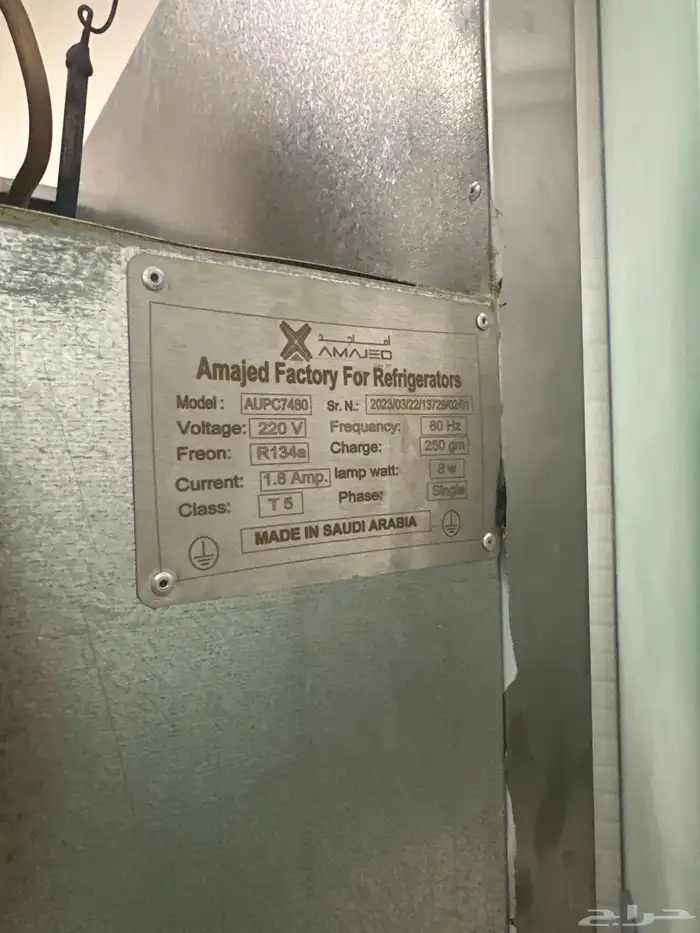 أماجد
AMAJED
Amajed Factory For Refrigerators
Model: AUPC7480 Sr. N.: 2023/03/22/13729/02/01
Voltage: 220 V Frequancy: 60 Hz
Freon: R134a Charge: 250 gm
Current: 1.8 Amp. lamp watt: 8 w
Class: T 5 Phase: Single
MADE IN SAUDI ARABIA
حراج